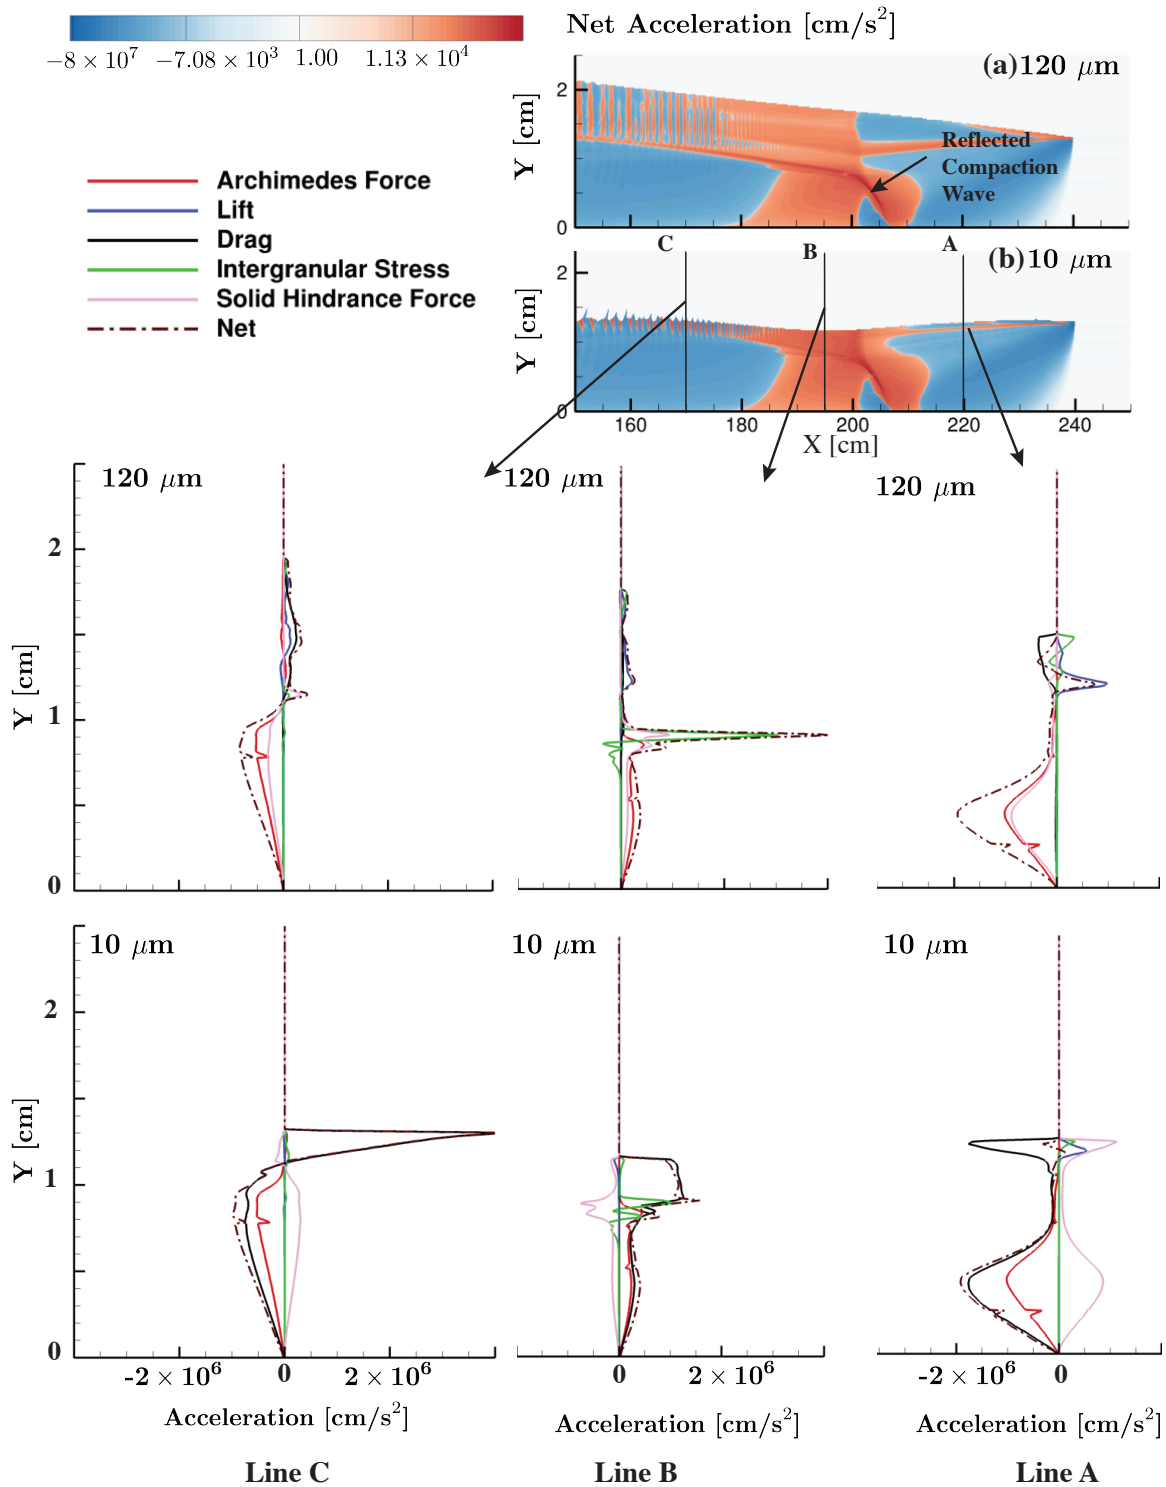 Net Acceleration [cm/s²]
−8 × 10⁷ −7.08 × 10³ 1.00 1.13 × 10⁴
(a) 120 μm
2
Y [cm]
1
0
Reflected
Compaction
Wave
Archimedes Force
Lift
Drag
Intergranular Stress
Solid Hindrance Force
Net
C B A
(b) 10 μm
2
Y [cm]
1
0
160 180 200 220 240
X [cm]
120 μm 120 μm 120 μm
2
Y [cm]
1
0
10 μm 10 μm 10 μm
2
Y [cm]
1
0
-2 × 10⁶ 0 2 × 10⁶ 0 2 × 10⁶ -2 × 10⁶ 0
Acceleration [cm/s²] Acceleration [cm/s²] Acceleration [cm/s²]
Line C Line B Line A